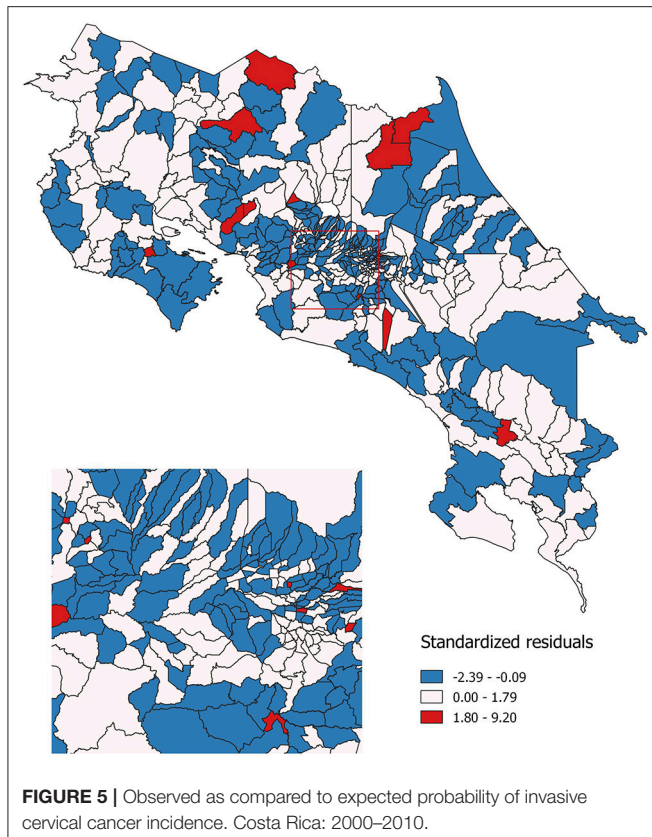 Standardized residuals
-2.39 - -0.09
0.00 - 1.79
1.80 - 9.20
FIGURE 5 | Observed as compared to expected probability of invasive
cervical cancer incidence. Costa Rica: 2000–2010.